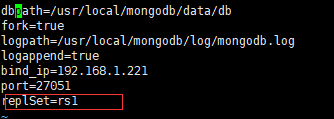 dbpath=/usr/local/mongodb/data/db
fork=true
logpath=/usr/local/mongodb/log/mongodb.log
logappend=true
bind_ip=192.168.1.221
port=27051
replSet=rs1
~